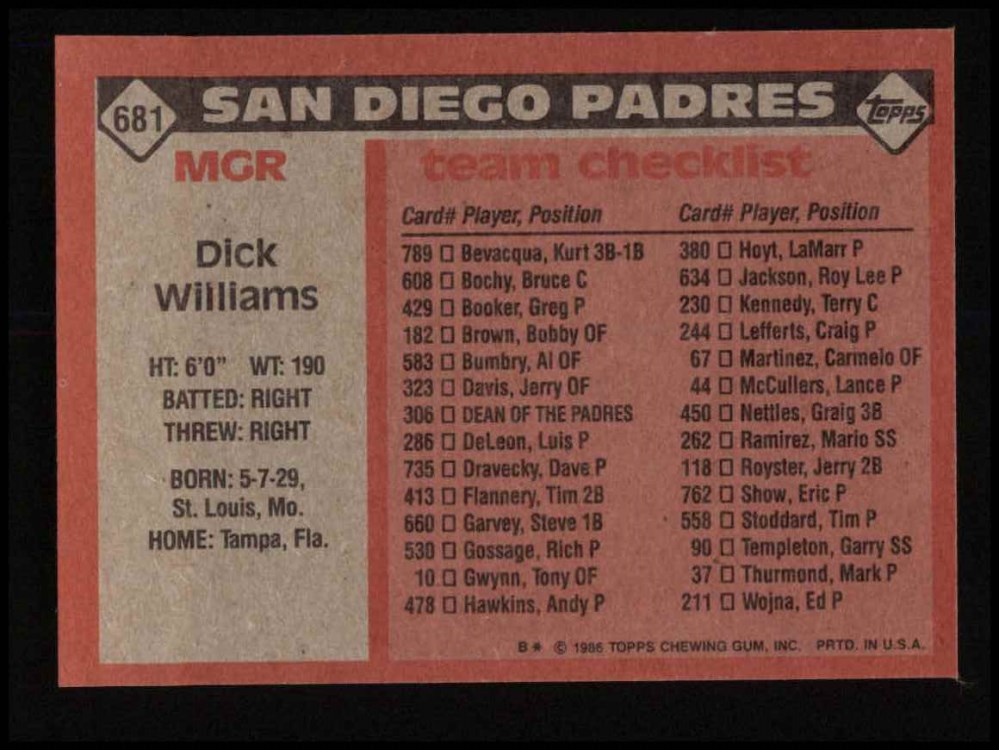 681 SAN DIEGO PADRES topps
MGR
Dick
Williams
HT: 6'0" WT: 190
BATTED: RIGHT
THREW: RIGHT
BORN: 5-7-29,
St. Louis, Mo.
HOME: Tampa, Fla.
team checklist
Card# Player, Position
789 □ Bevacqua, Kurt 3B-1B
608 □ Bochy, Bruce C
429 □ Booker, Greg P
182 □ Brown, Bobby OF
583 □ Bumbry, Al OF
323 □ Davis, Jerry OF
306 □ DEAN OF THE PADRES
286 □ DeLeon, Luis P
735 □ Dravecky, Dave P
413 □ Flannery, Tim 2B
660 □ Garvey, Steve 1B
530 □ Gossage, Rich P
10 □ Gwynn, Tony OF
478 □ Hawkins, Andy P
Card# Player, Position
380 □ Hoyt, LaMarr P
634 □ Jackson, Roy Lee P
230 □ Kennedy, Terry C
244 □ Lefferts, Craig P
67 □ Martinez, Carmelo OF
44 □ McCullers, Lance P
450 □ Nettles, Graig 3B
262 □ Ramirez, Mario SS
118 □ Royster, Jerry 2B
762 □ Show, Eric P
558 □ Stoddard, Tim P
90 □ Templeton, Garry SS
37 □ Thurmond, Mark P
211 □ Wojna, Ed P
B* © 1986 TOPPS CHEWING GUM, INC. PRTD. IN U.S.A.